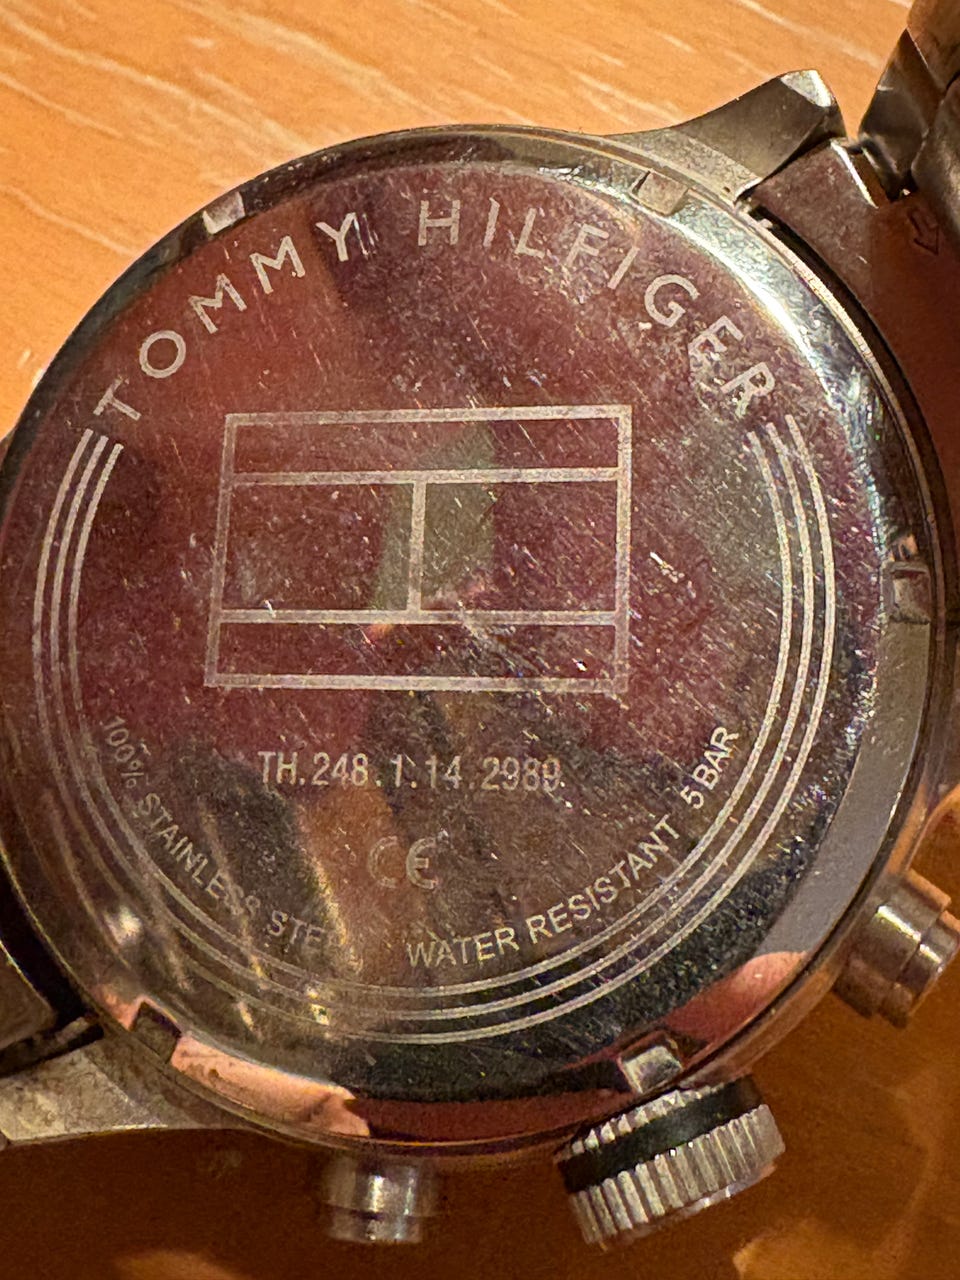 TOMMY HILFIGER
TH.248.1.14.2989
CE
100% STAINLESS STEEL
WATER RESISTANT 5BAR